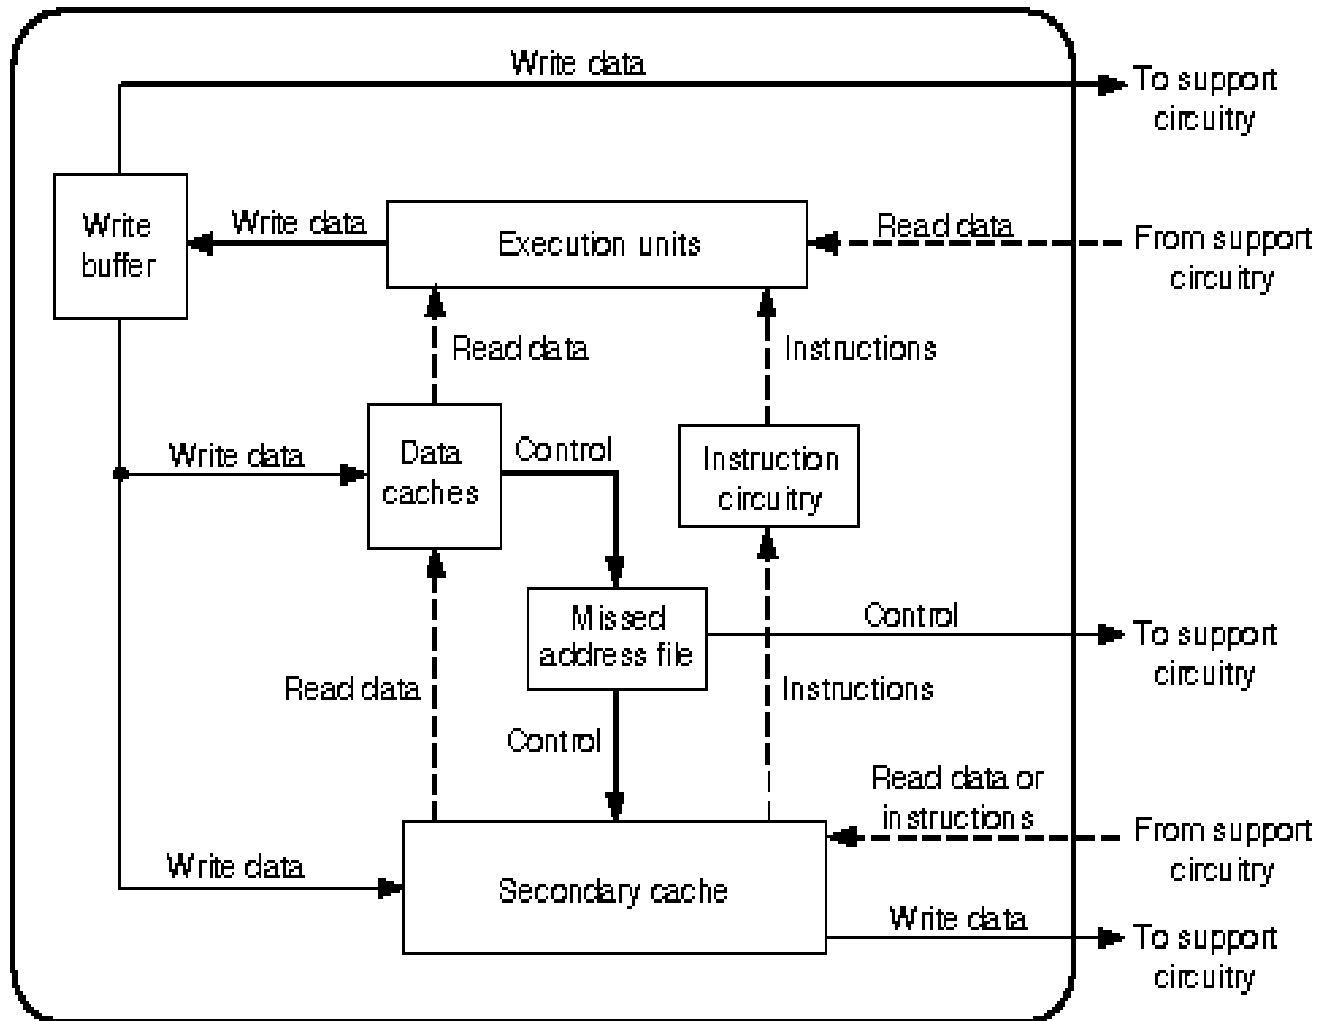 Write data
To support
circuitry
Write
buffer
Write data
Execution units
Read data
From support
circuitry
Read data
Instructions
Write data
Data
caches
Control
Instruction
circuitry
Missed
address file
Control
To support
circuitry
Read data
Control
Instructions
Read data or
instructions
From support
circuitry
Write data
Secondary cache
Write data
To support
circuitry